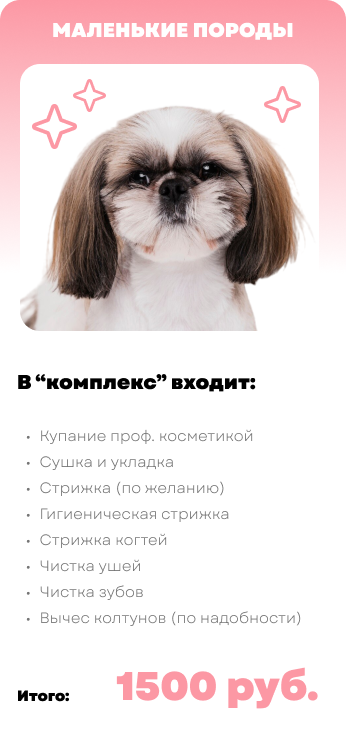 МАЛЕНЬКИЕ ПОРОДЫ
В “комплекс” входит:
• Купание проф. косметикой
• Сушка и укладка
• Стрижка (по желанию)
• Гигиеническая стрижка
• Стрижка когтей
• Чистка ушей
• Чистка зубов
• Вычес колтунов (по надобности)
Итого: 1500 руб.